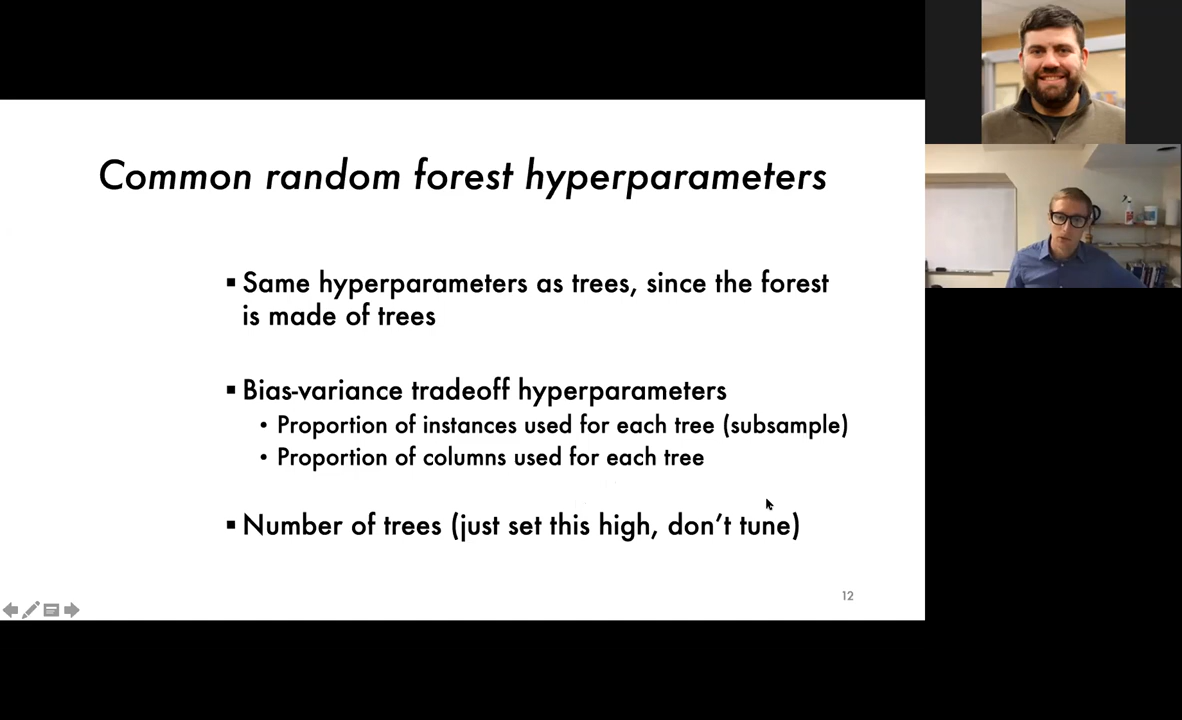 Common random forest hyperparameters
▪ Same hyperparameters as trees, since the forest
is made of trees
▪ Bias-variance tradeoff hyperparameters
• Proportion of instances used for each tree (subsample)
• Proportion of columns used for each tree
▪ Number of trees (just set this high, don’t tune)
12